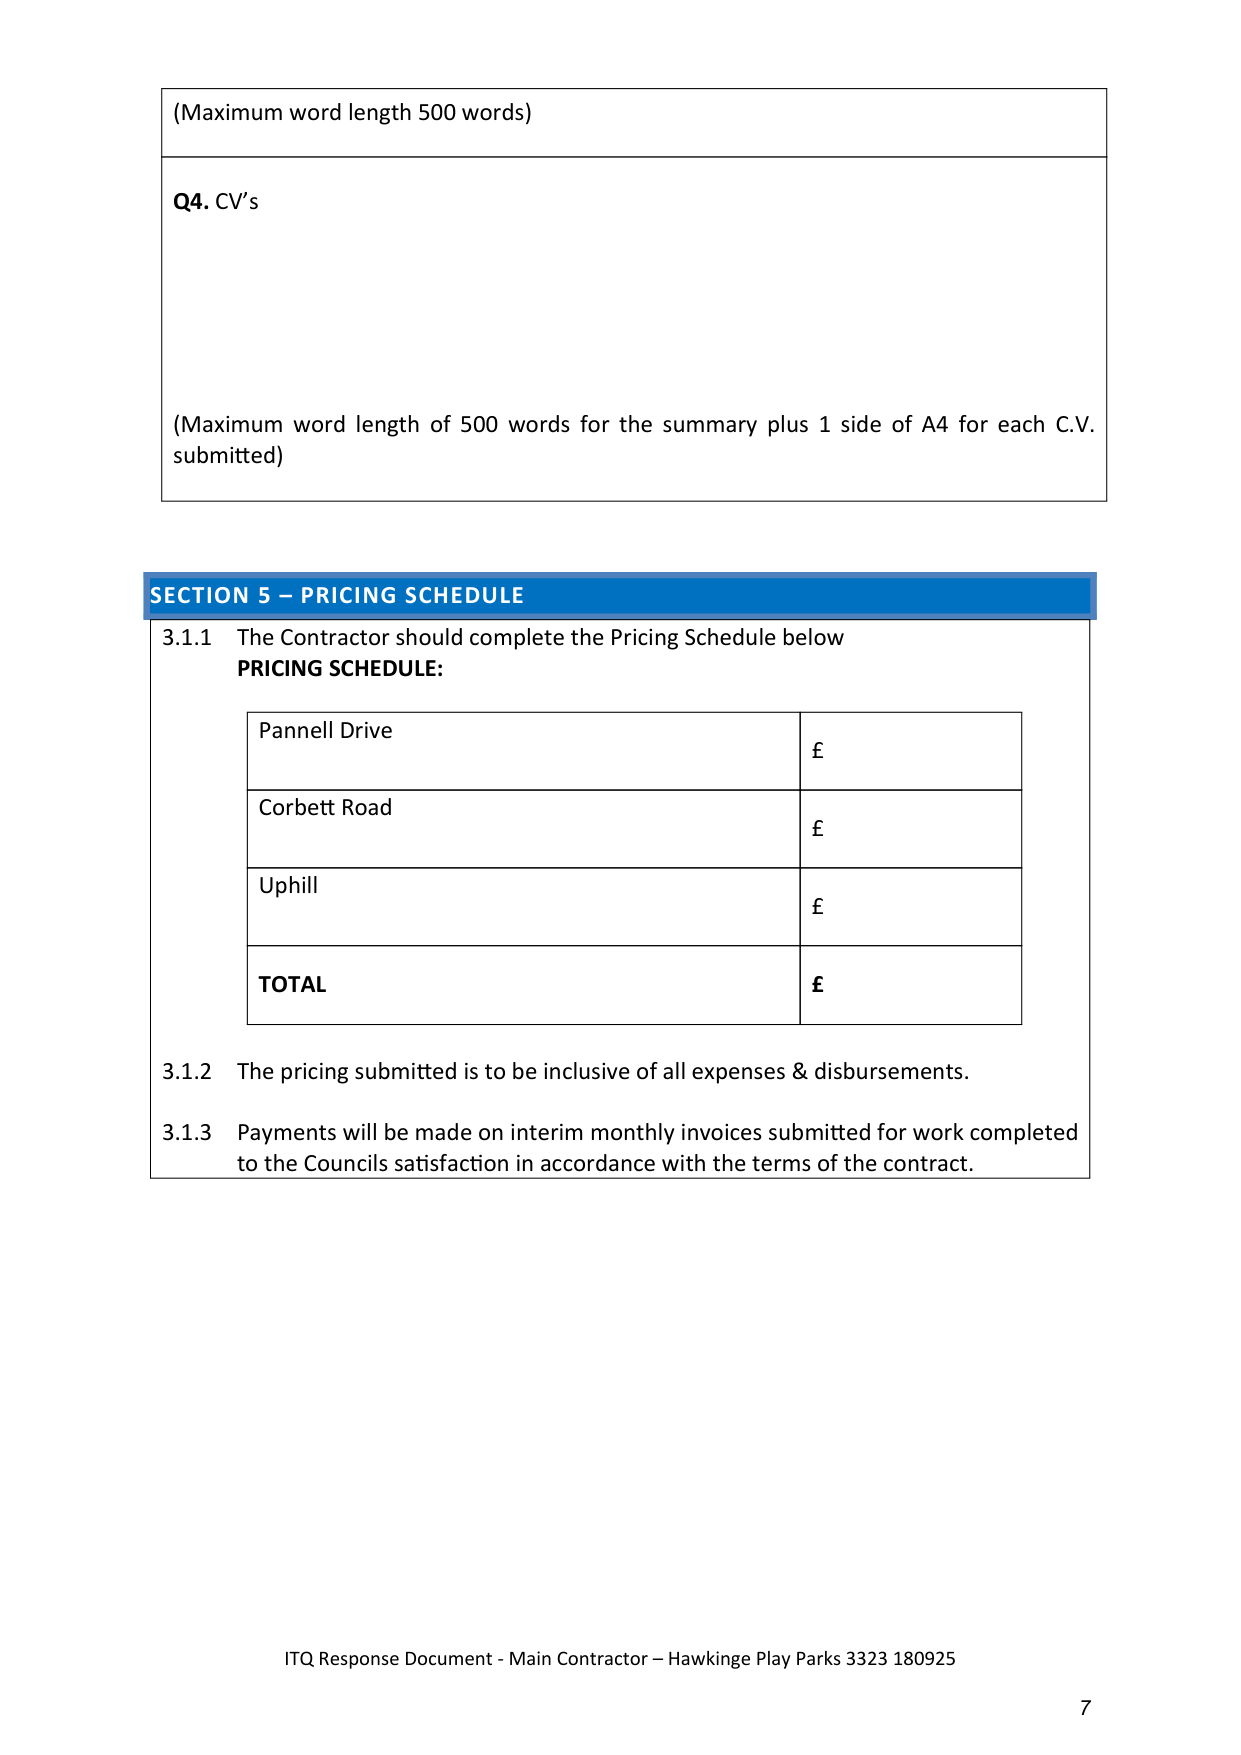 (Maximum word length 500 words)
Q4. CV’s
(Maximum word length of 500 words for the summary plus 1 side of A4 for each C.V.
submitted)
SECTION 5 – PRICING SCHEDULE
3.1.1 The Contractor should complete the Pricing Schedule below
PRICING SCHEDULE:
Pannell Drive
£
Corbett Road
£
Uphill
£
TOTAL
£
3.1.2 The pricing submitted is to be inclusive of all expenses & disbursements.
3.1.3 Payments will be made on interim monthly invoices submitted for work completed
to the Councils satisfaction in accordance with the terms of the contract.
ITQ Response Document - Main Contractor – Hawkinge Play Parks 3323 180925
7